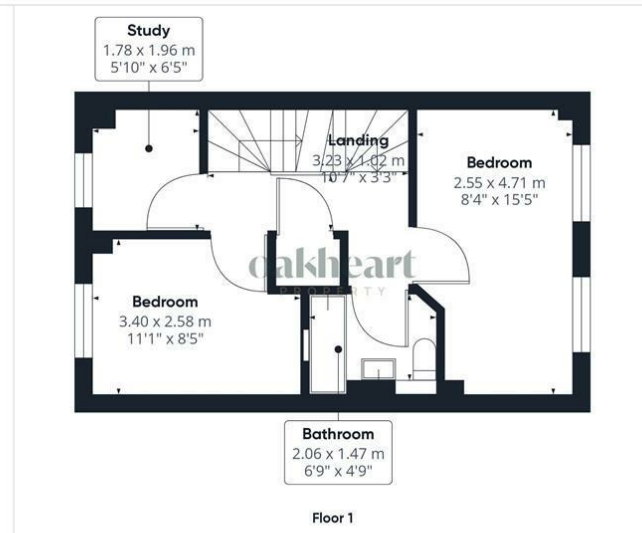 Study
1.78 x 1.96 m
5'10" x 6'5"
Landing
3.23 x 1.02 m
10'7" x 3'3"
Bedroom
2.55 x 4.71 m
8'4" x 15'5"
oakheart
PROPERTY
Bedroom
3.40 x 2.58 m
11'1" x 8'5"
Bathroom
2.06 x 1.47 m
6'9" x 4'9"
Floor 1